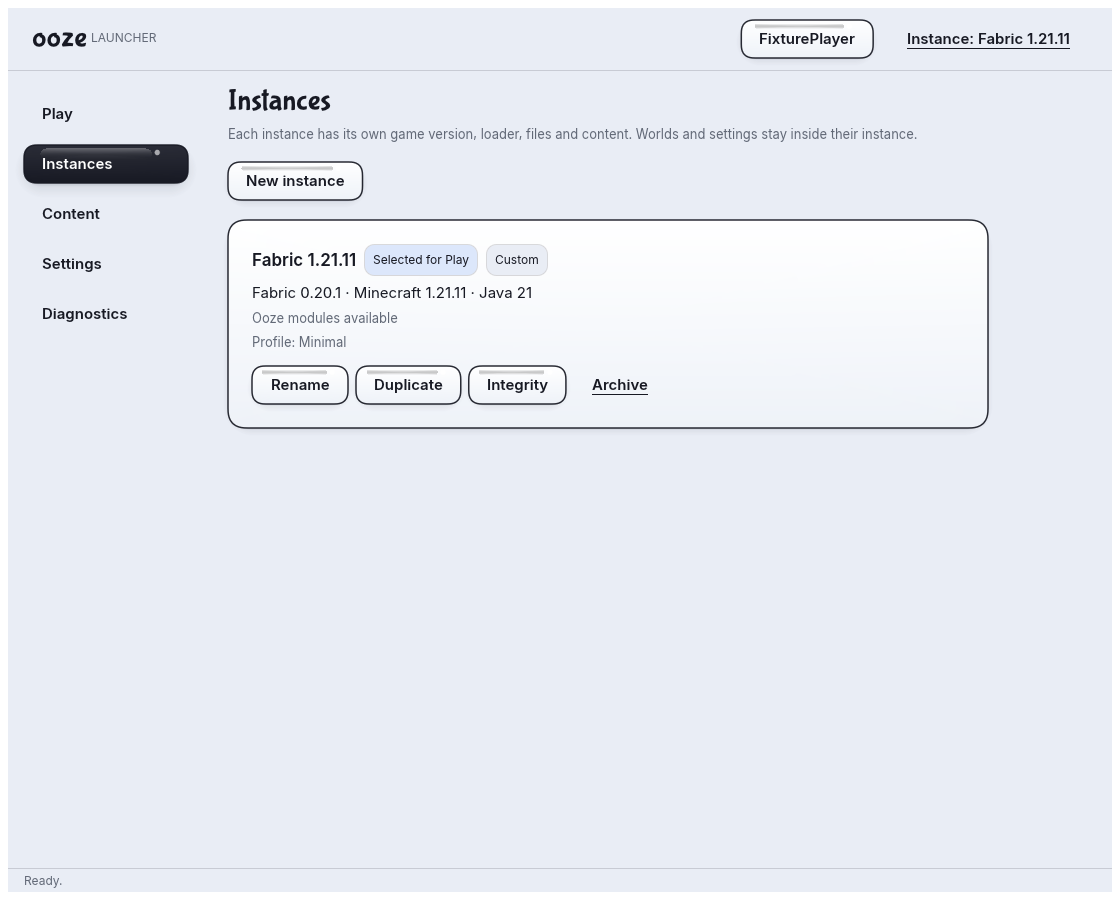 ooze LAUNCHER
FixturePlayer
Instance: Fabric 1.21.11
Play
Instances
Content
Settings
Diagnostics
Instances
Each instance has its own game version, loader, files and content. Worlds and settings stay inside their instance.
New instance
Fabric 1.21.11 Selected for Play Custom
Fabric 0.20.1 · Minecraft 1.21.11 · Java 21
Ooze modules available
Profile: Minimal
Rename Duplicate Integrity Archive
Ready.